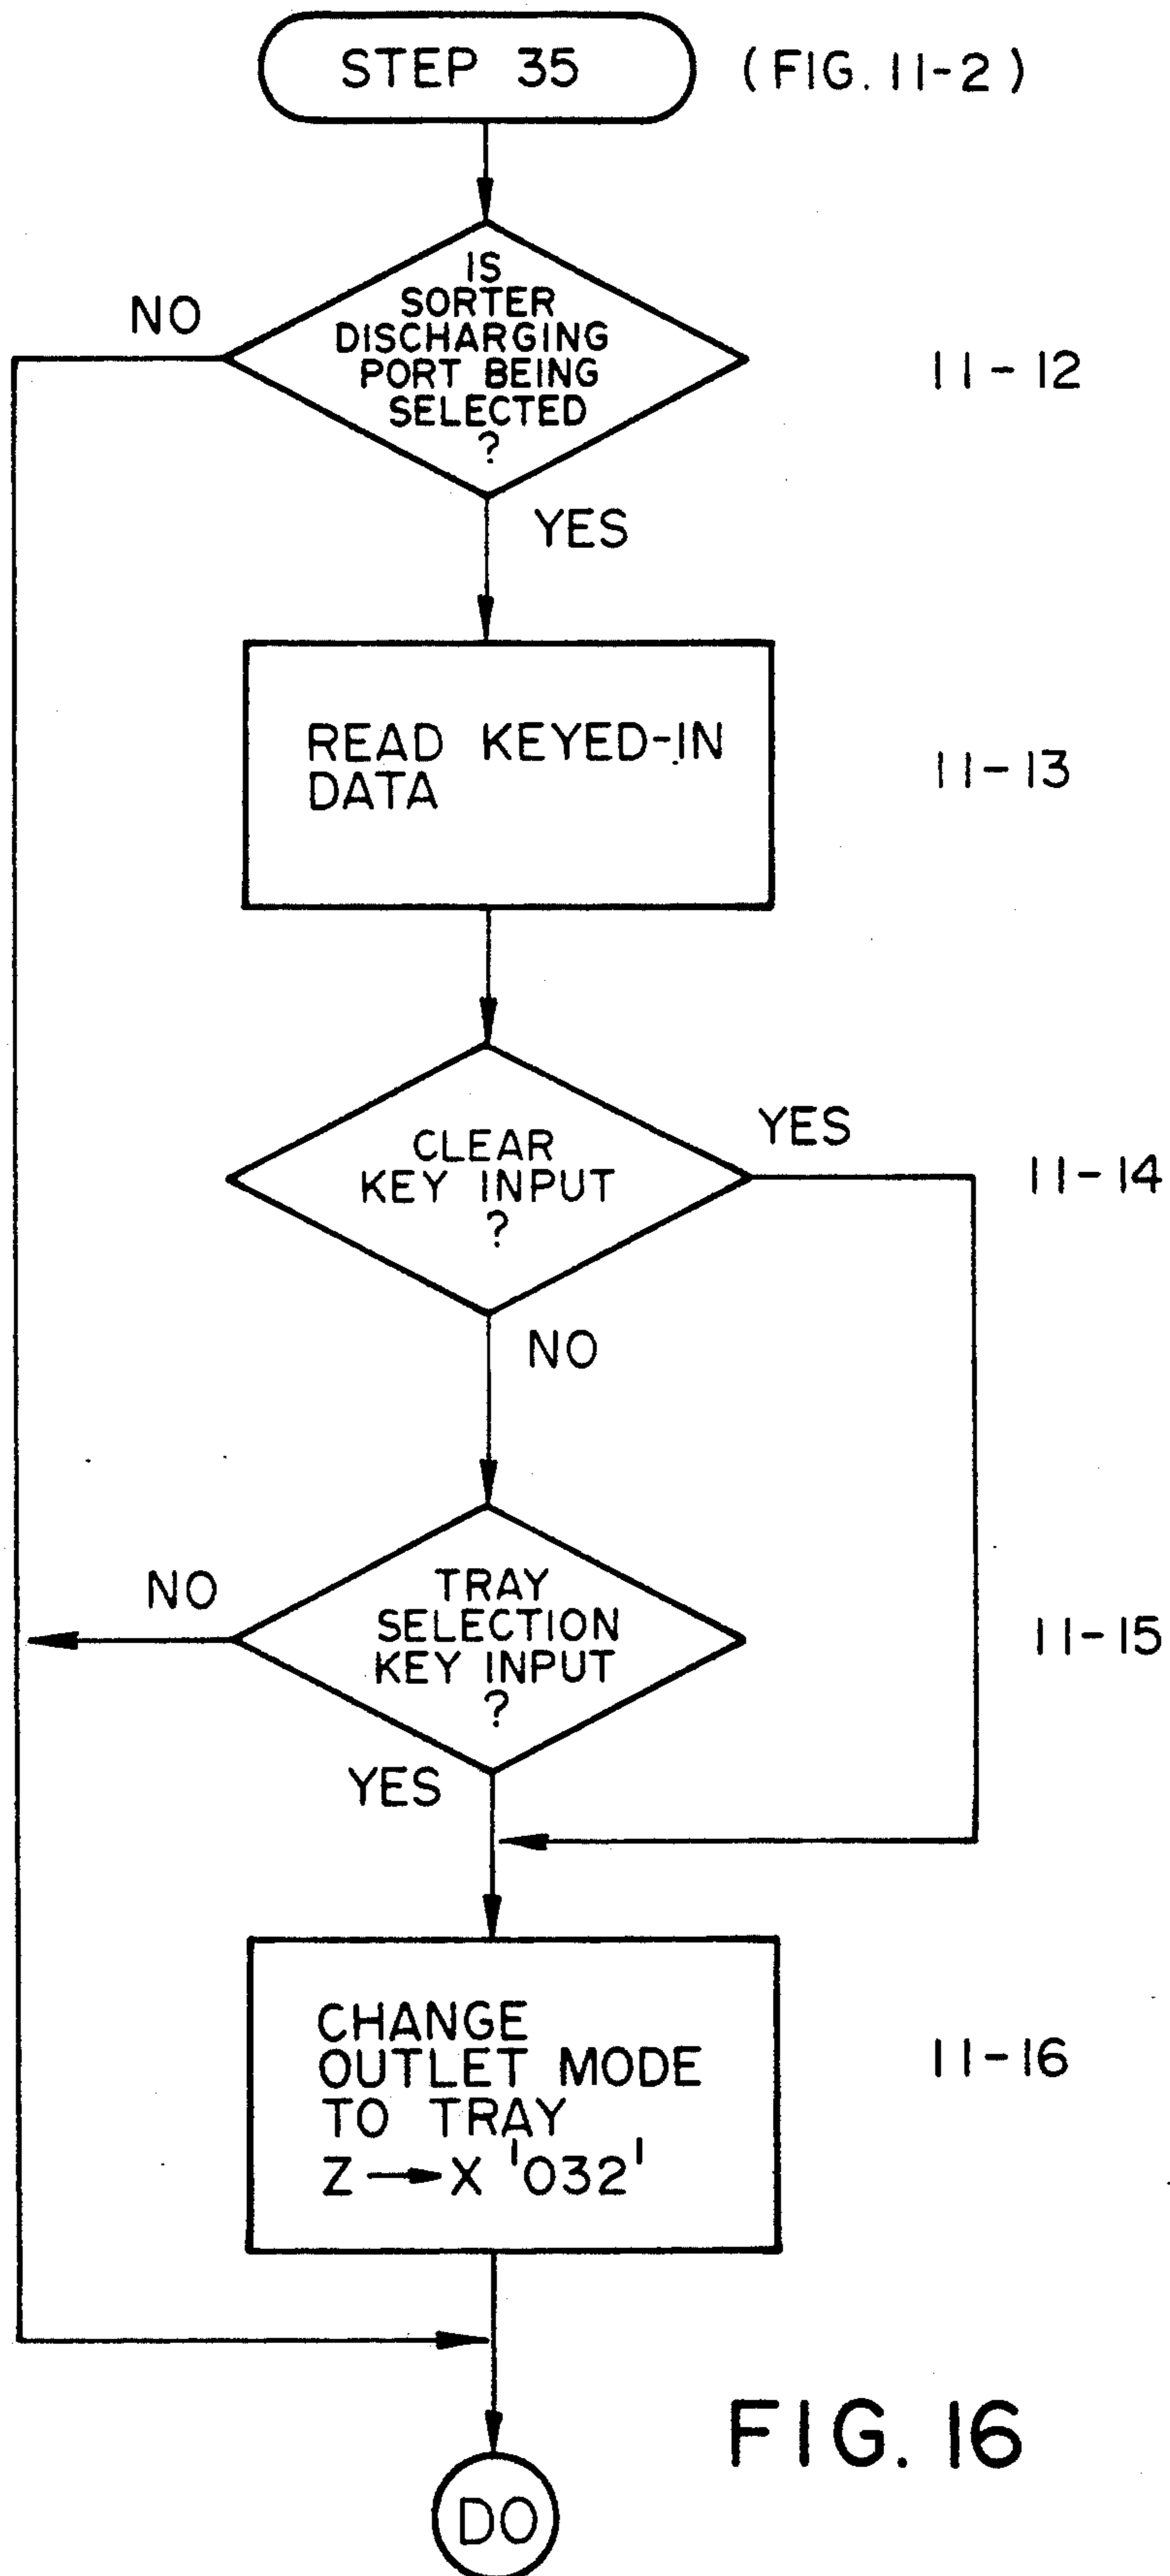 STEP 35 (FIG. 11-2)
IS
SORTER
DISCHARGING
PORT BEING
SELECTED
?
NO
11-12
YES
READ KEYED-IN
DATA
11-13
CLEAR
KEY INPUT
?
YES
11-14
NO
TRAY
SELECTION
KEY INPUT
?
NO
11-15
YES
CHANGE
OUTLET MODE
TO TRAY
Z → X '032'
11-16
FIG. 16
DO